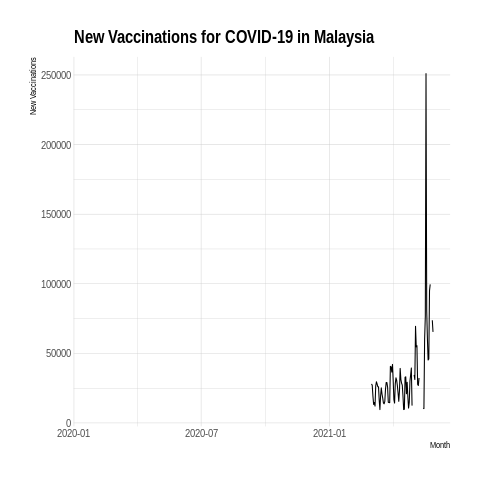 New Vaccinations for COVID-19 in Malaysia
New Vaccinations
250000
200000
150000
100000
50000
0
2020-01 2020-07 2021-01
Month